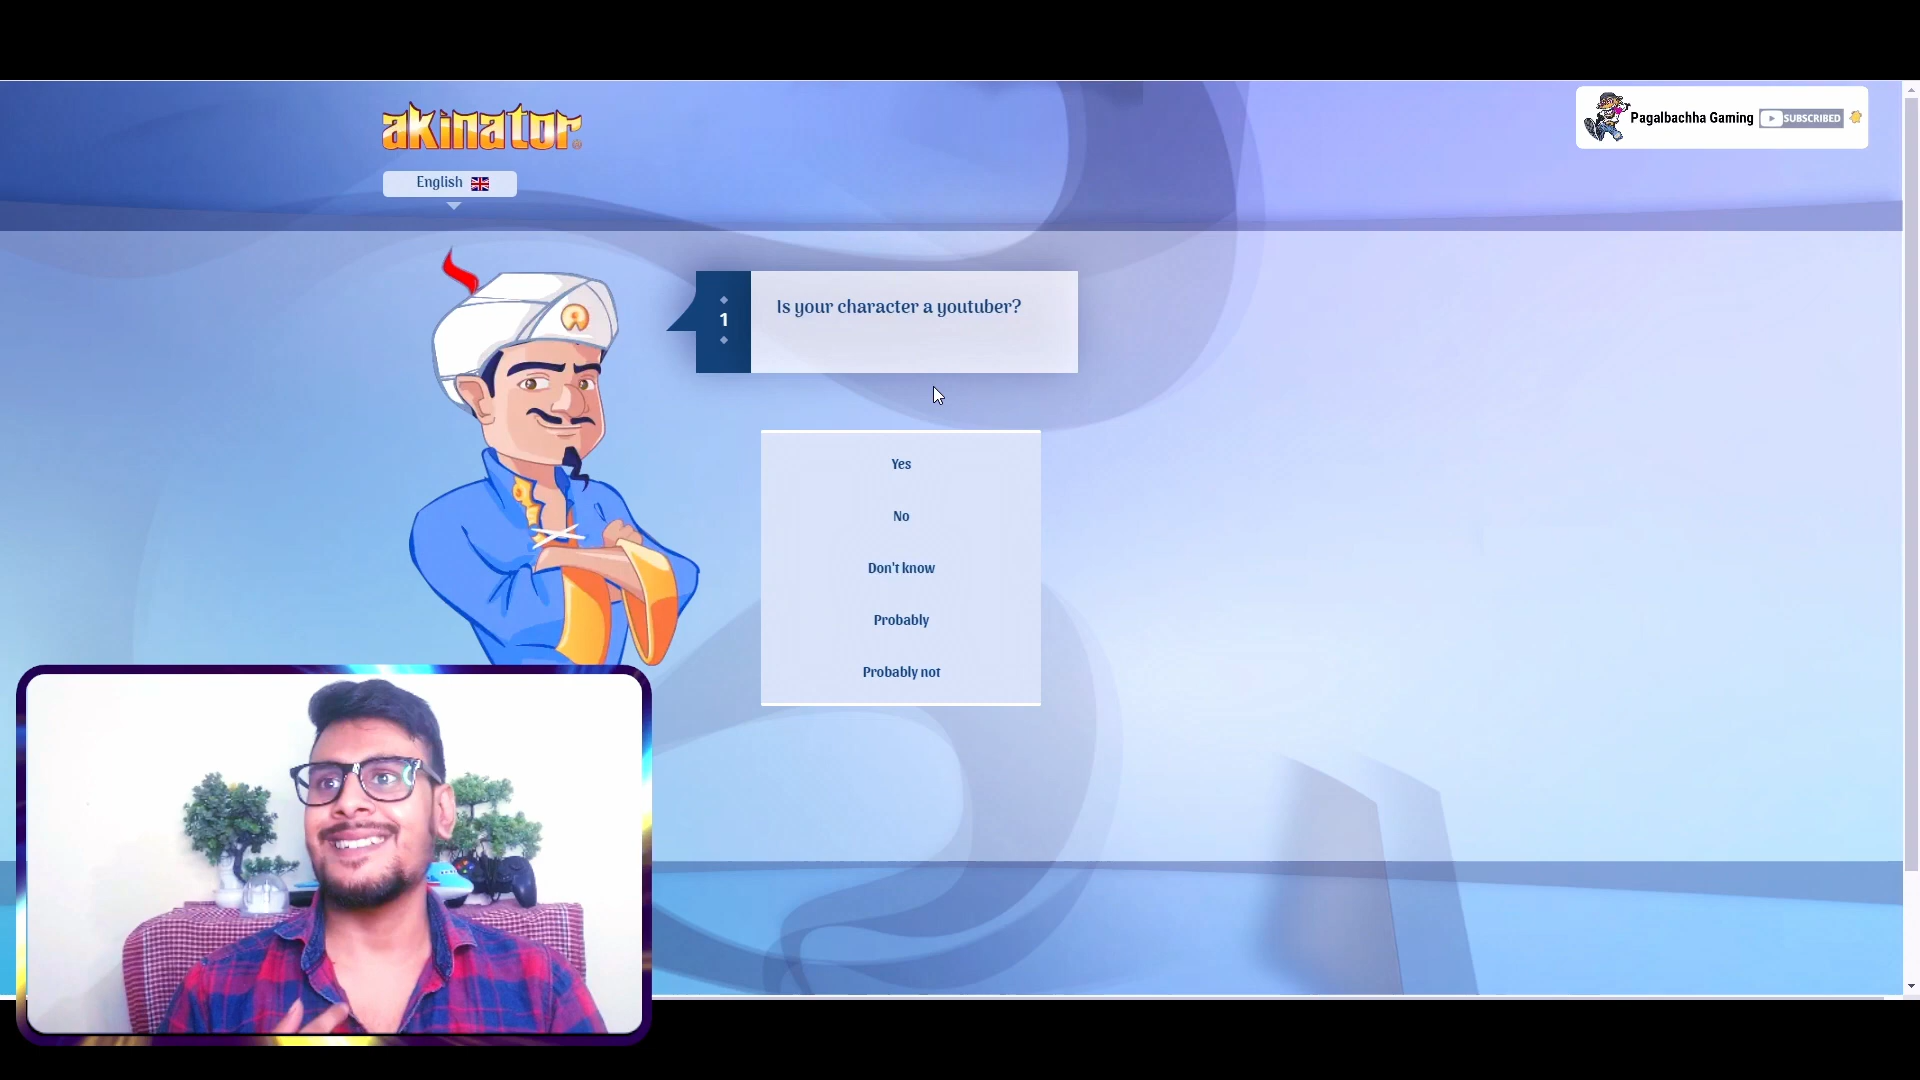 akinator
Pagalbachha Gaming SUBSCRIBED
English
1
Is your character a youtuber?
Yes
No
Don't know
Probably
Probably not